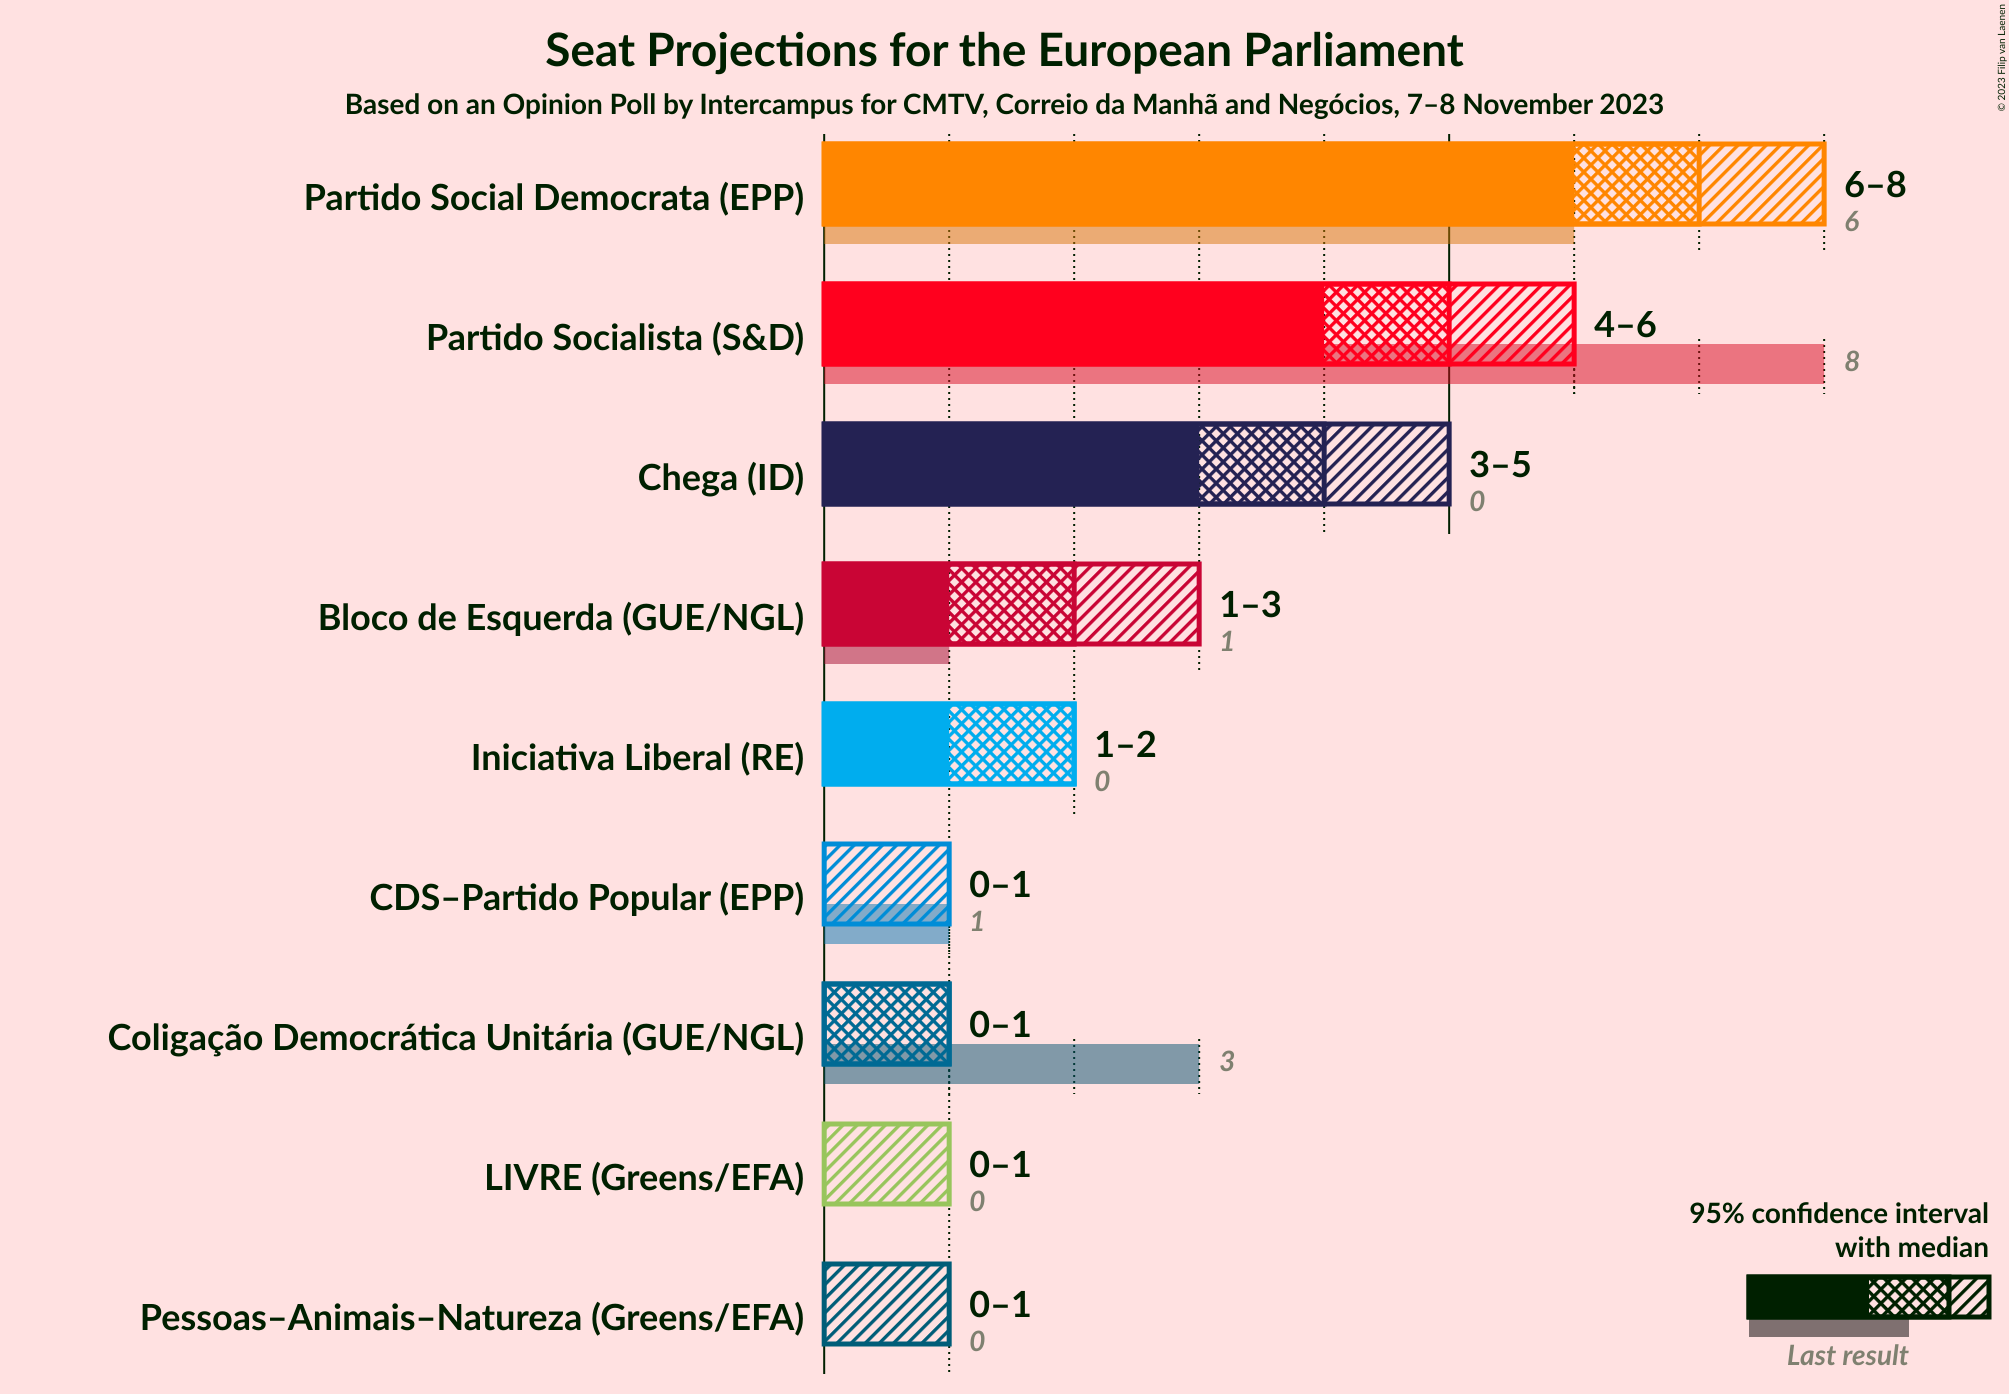 Seat Projections for the European Parliament
Based on an Opinion Poll by Intercampus for CMTV, Correio da Manhã and Negócios, 7–8 November 2023
© 2023 Filip van Laenen
Partido Social Democrata (EPP)
6–8
6
Partido Socialista (S&D)
4–6
8
Chega (ID)
3–5
0
Bloco de Esquerda (GUE/NGL)
1–3
1
Iniciativa Liberal (RE)
1–2
0
CDS–Partido Popular (EPP)
0–1
1
Coligação Democrática Unitária (GUE/NGL)
0–1
3
LIVRE (Greens/EFA)
0–1
0
Pessoas–Animais–Natureza (Greens/EFA)
0–1
0
95% confidence interval
with median
Last result